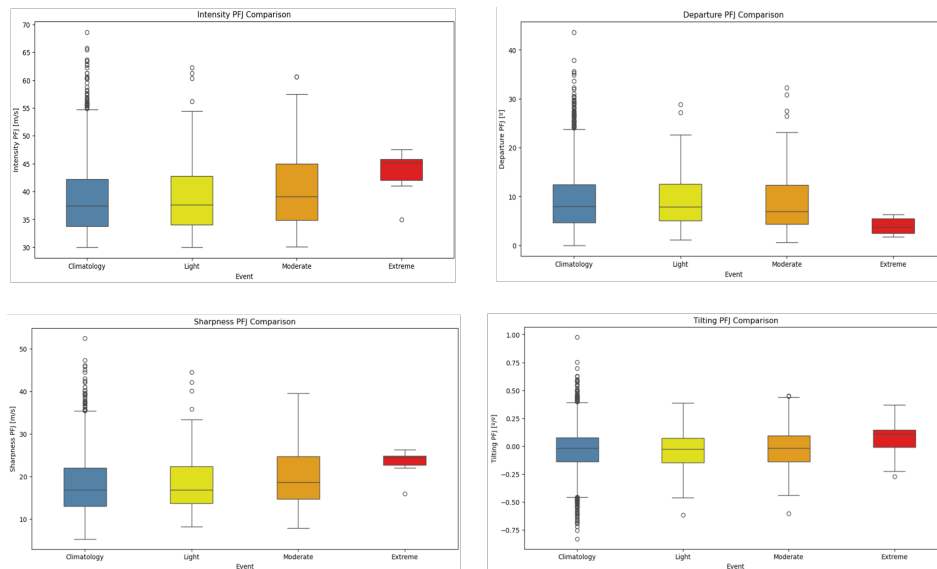 Intensity PFJ Comparison
70
65
60
55
50
45
40
35
30
Intensity PFJ [m/s]
Climatology Light Moderate Extreme
Event
Departure PFJ Comparison
40
30
20
10
0
Departure PFJ [º]
Climatology Light Moderate Extreme
Event
Sharpness PFJ Comparison
50
40
30
20
10
Sharpness PFJ [m/s]
Climatology Light Moderate Extreme
Event
Tilting PFJ Comparison
1.00
0.75
0.50
0.25
0.00
−0.25
−0.50
−0.75
Tilting PFJ [º/º]
Climatology Light Moderate Extreme
Event